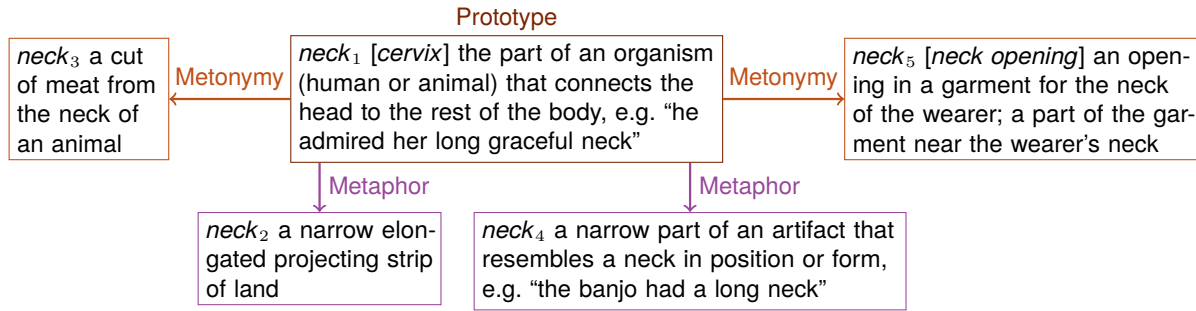 Prototype
neck₃ a cut
of meat from
the neck of
an animal
Metonymy
neck₁ [cervix] the part of an organism
(human or animal) that connects the
head to the rest of the body, e.g. “he
admired her long graceful neck”
Metonymy
neck₅ [neck opening] an open-
ing in a garment for the neck
of the wearer; a part of the gar-
ment near the wearer's neck
Metaphor
Metaphor
neck₂ a narrow elon-
gated projecting strip
of land
neck₄ a narrow part of an artifact that
resembles a neck in position or form,
e.g. “the banjo had a long neck”